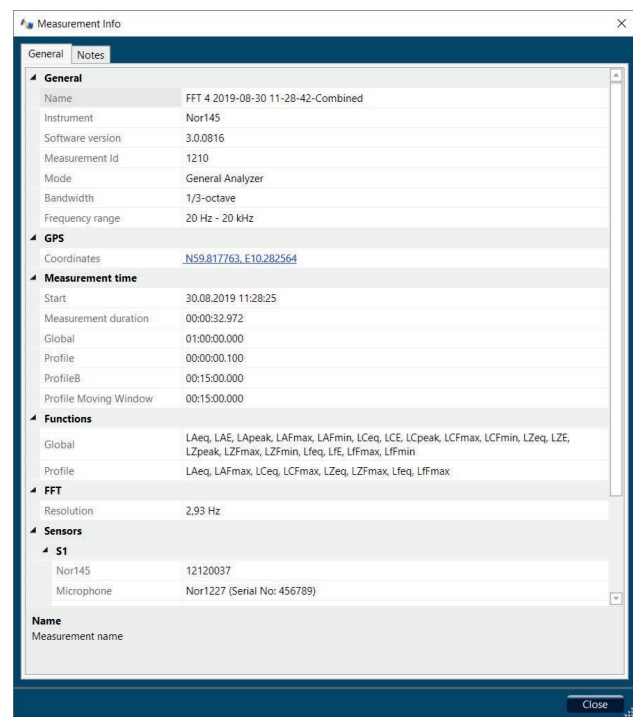 Measurement Info
General Notes
General
Name FFT 4 2019-08-30 11-28-42-Combined
Instrument Nor145
Software version 3.0.0816
Measurement Id 1210
Mode General Analyzer
Bandwidth 1/3-octave
Frequency range 20 Hz - 20 kHz
GPS
Coordinates N59.817763, E10.282564
Measurement time
Start 30.08.2019 11:28:25
Measurement duration 00:00:32.972
Global 01:00:00.000
Profile 00:00:00.100
ProfileB 00:15:00.000
Profile Moving Window 00:15:00.000
Functions
Global LAeq, LAE, LApeak, LAFmax, LAFmin, LCeq, LCE, LCpeak, LCFmax, LCFmin, LZeq, LZE,
LZpeak, LZFmax, LZFmin, Lfeq, LfE, LfFmax, LfFmin
Profile LAeq, LAFmax, LCeq, LCFmax, LZeq, LZFmax, Lfeq, LfFmax
FFT
Resolution 2,93 Hz
Sensors
S1
Nor145 12120037
Microphone Nor1227 (Serial No: 456789)
Name
Measurement name
Close